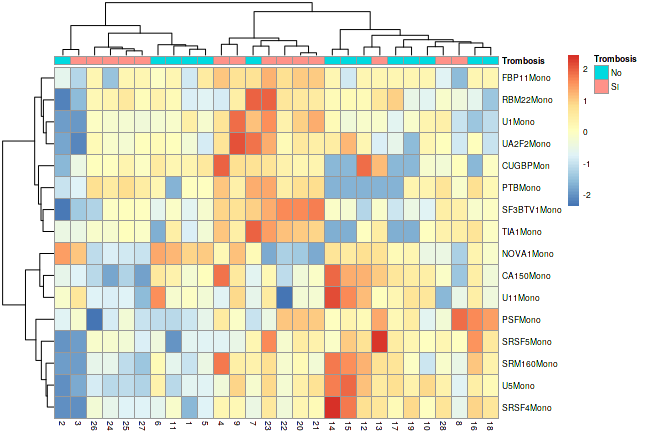 Trombosis
FBP11Mono
RBM22Mono
U1Mono
UA2F2Mono
CUGBPMon
PTBMono
SF3BTV1Mono
TIA1Mono
NOVA1Mono
CA150Mono
U11Mono
PSFMono
SRSF5Mono
SRM160Mono
U5Mono
SRSF4Mono
2 3 26 24 25 27 6 11 1 5 4 9 7 23 22 20 21 14 15 12 13 17 19 10 28 8 16 18
2
1
0
-1
-2
Trombosis
No
SI